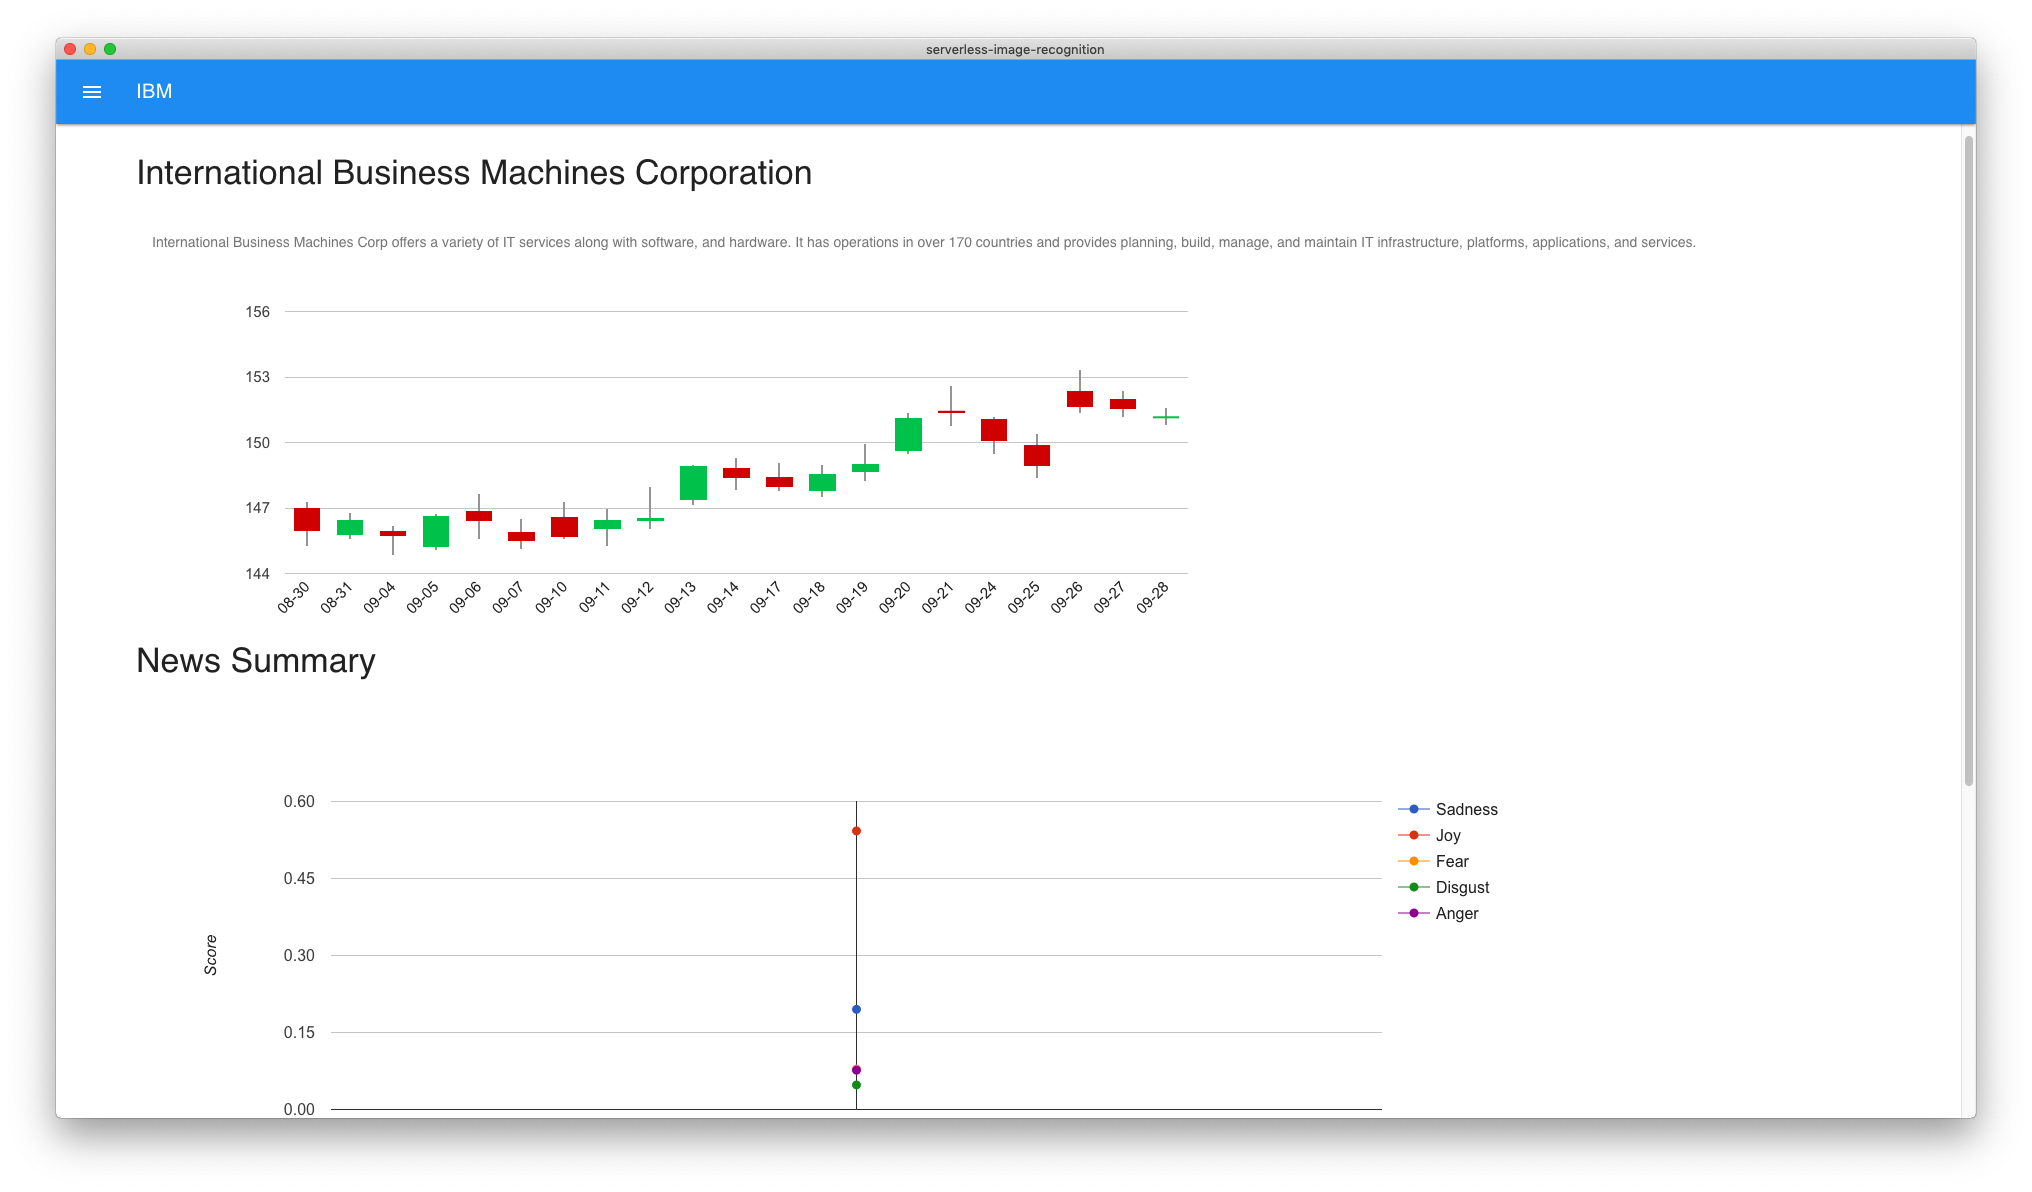 serverless-image-recognition
IBM
International Business Machines Corporation
International Business Machines Corp offers a variety of IT services along with software, and hardware. It has operations in over 170 countries and provides planning, build, manage, and maintain IT infrastructure, platforms, applications, and services.
156
153
150
147
144
08-30 08-31 09-04 09-05 09-06 09-07 09-10 09-11 09-12 09-13 09-14 09-17 09-18 09-19 09-20 09-21 09-24 09-25 09-26 09-27 09-28
News Summary
0.60
0.45
0.30
0.15
0.00
Score
Sadness
Joy
Fear
Disgust
Anger